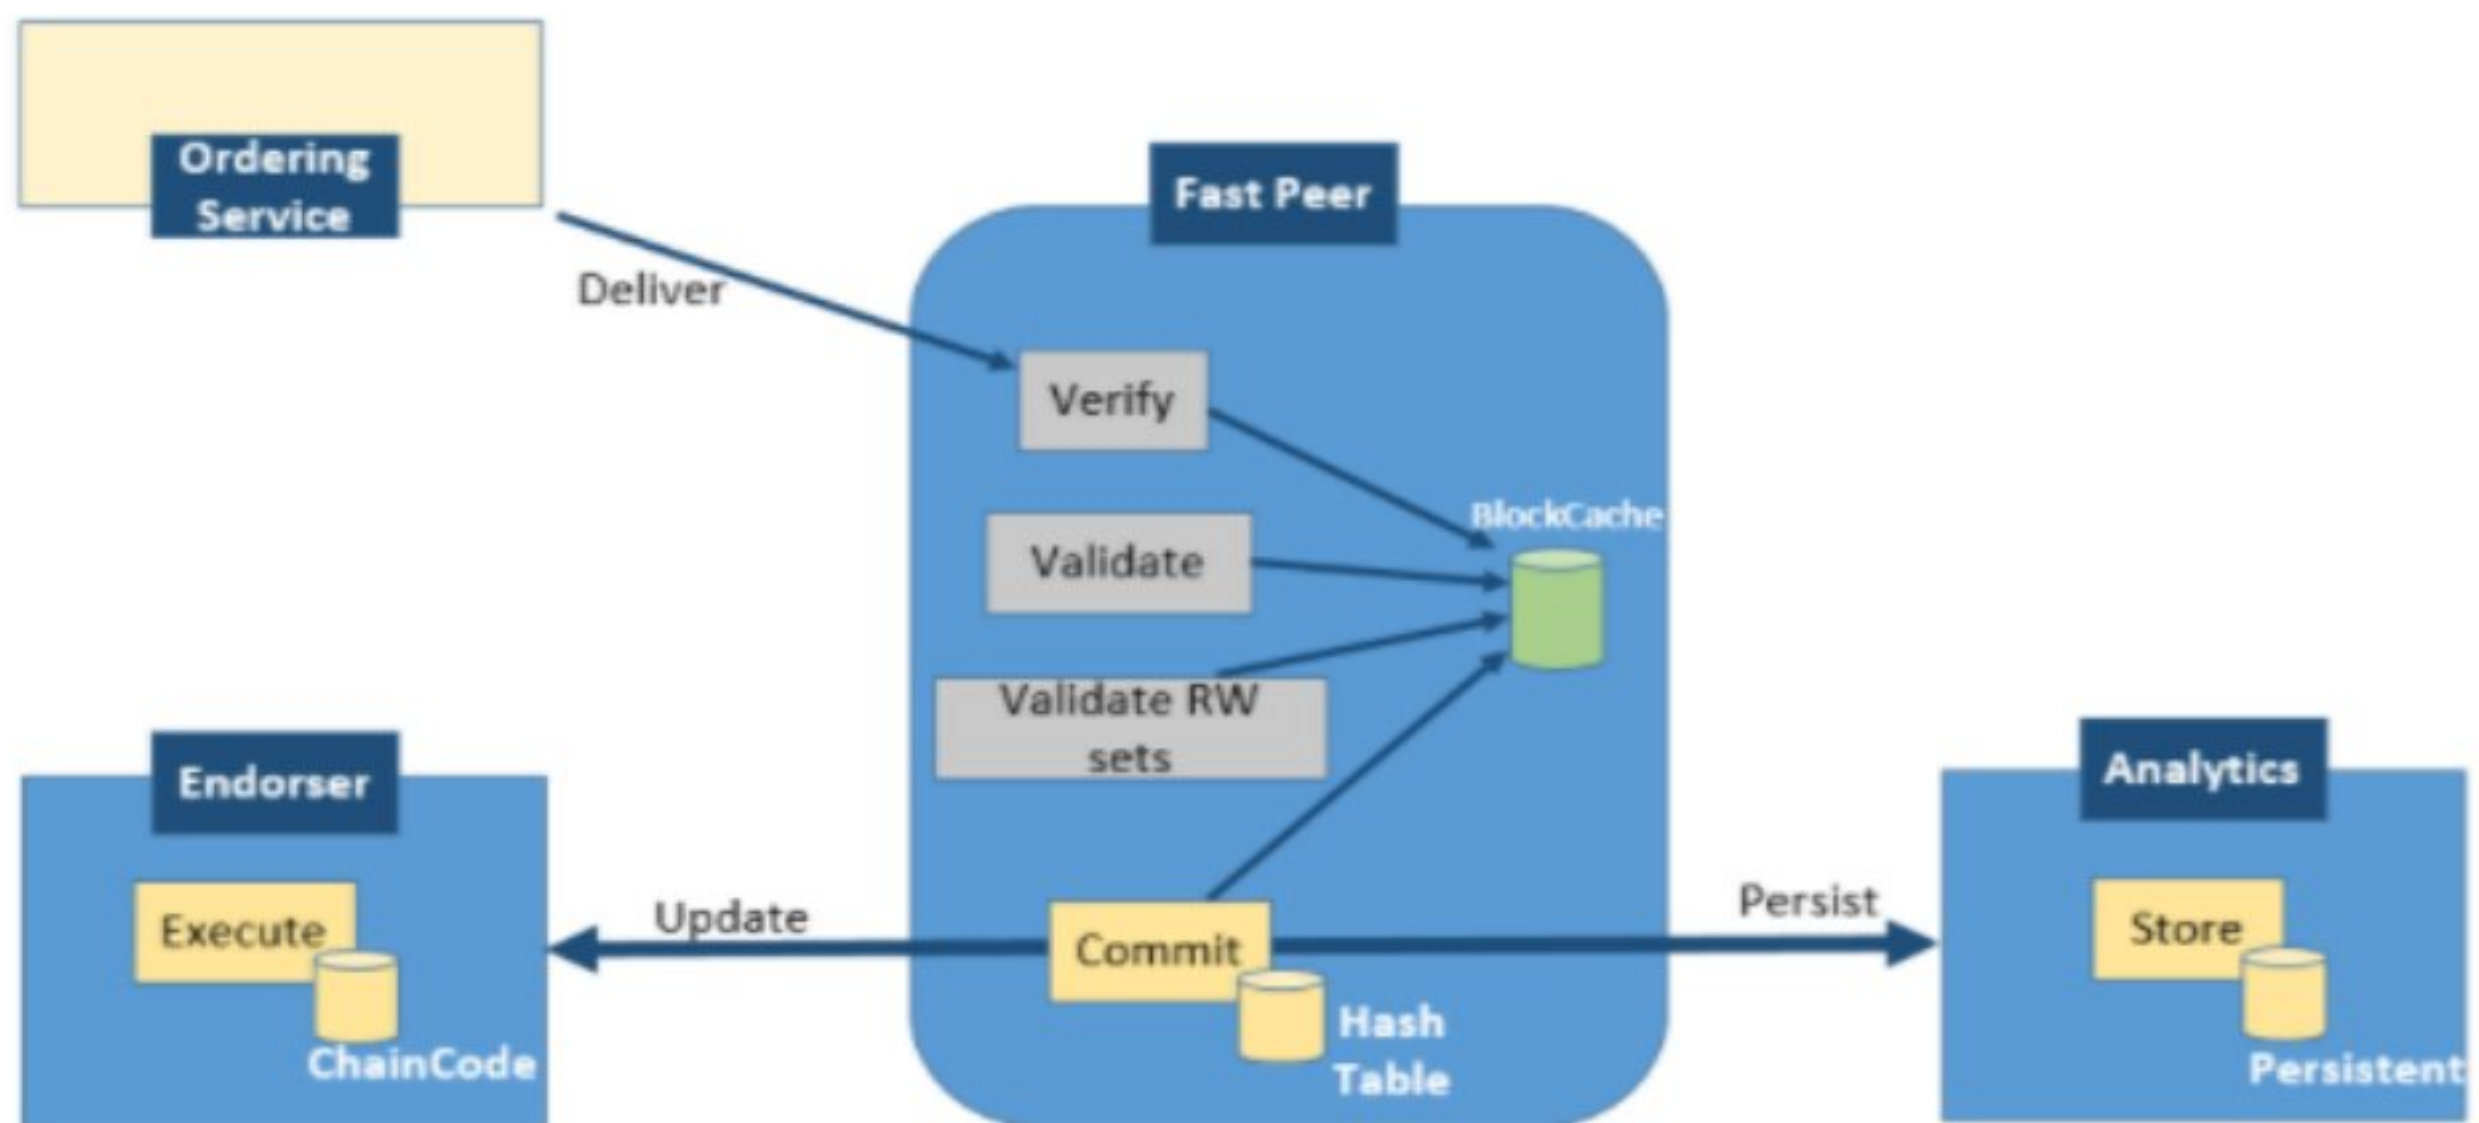 Ordering
Service
Deliver
Fast Peer
Verify
BlockCache
Validate
Validate RW
sets
Endorser
Execute
ChainCode
Update
Commit
Hash
Table
Persist
Analytics
Store
Persistent